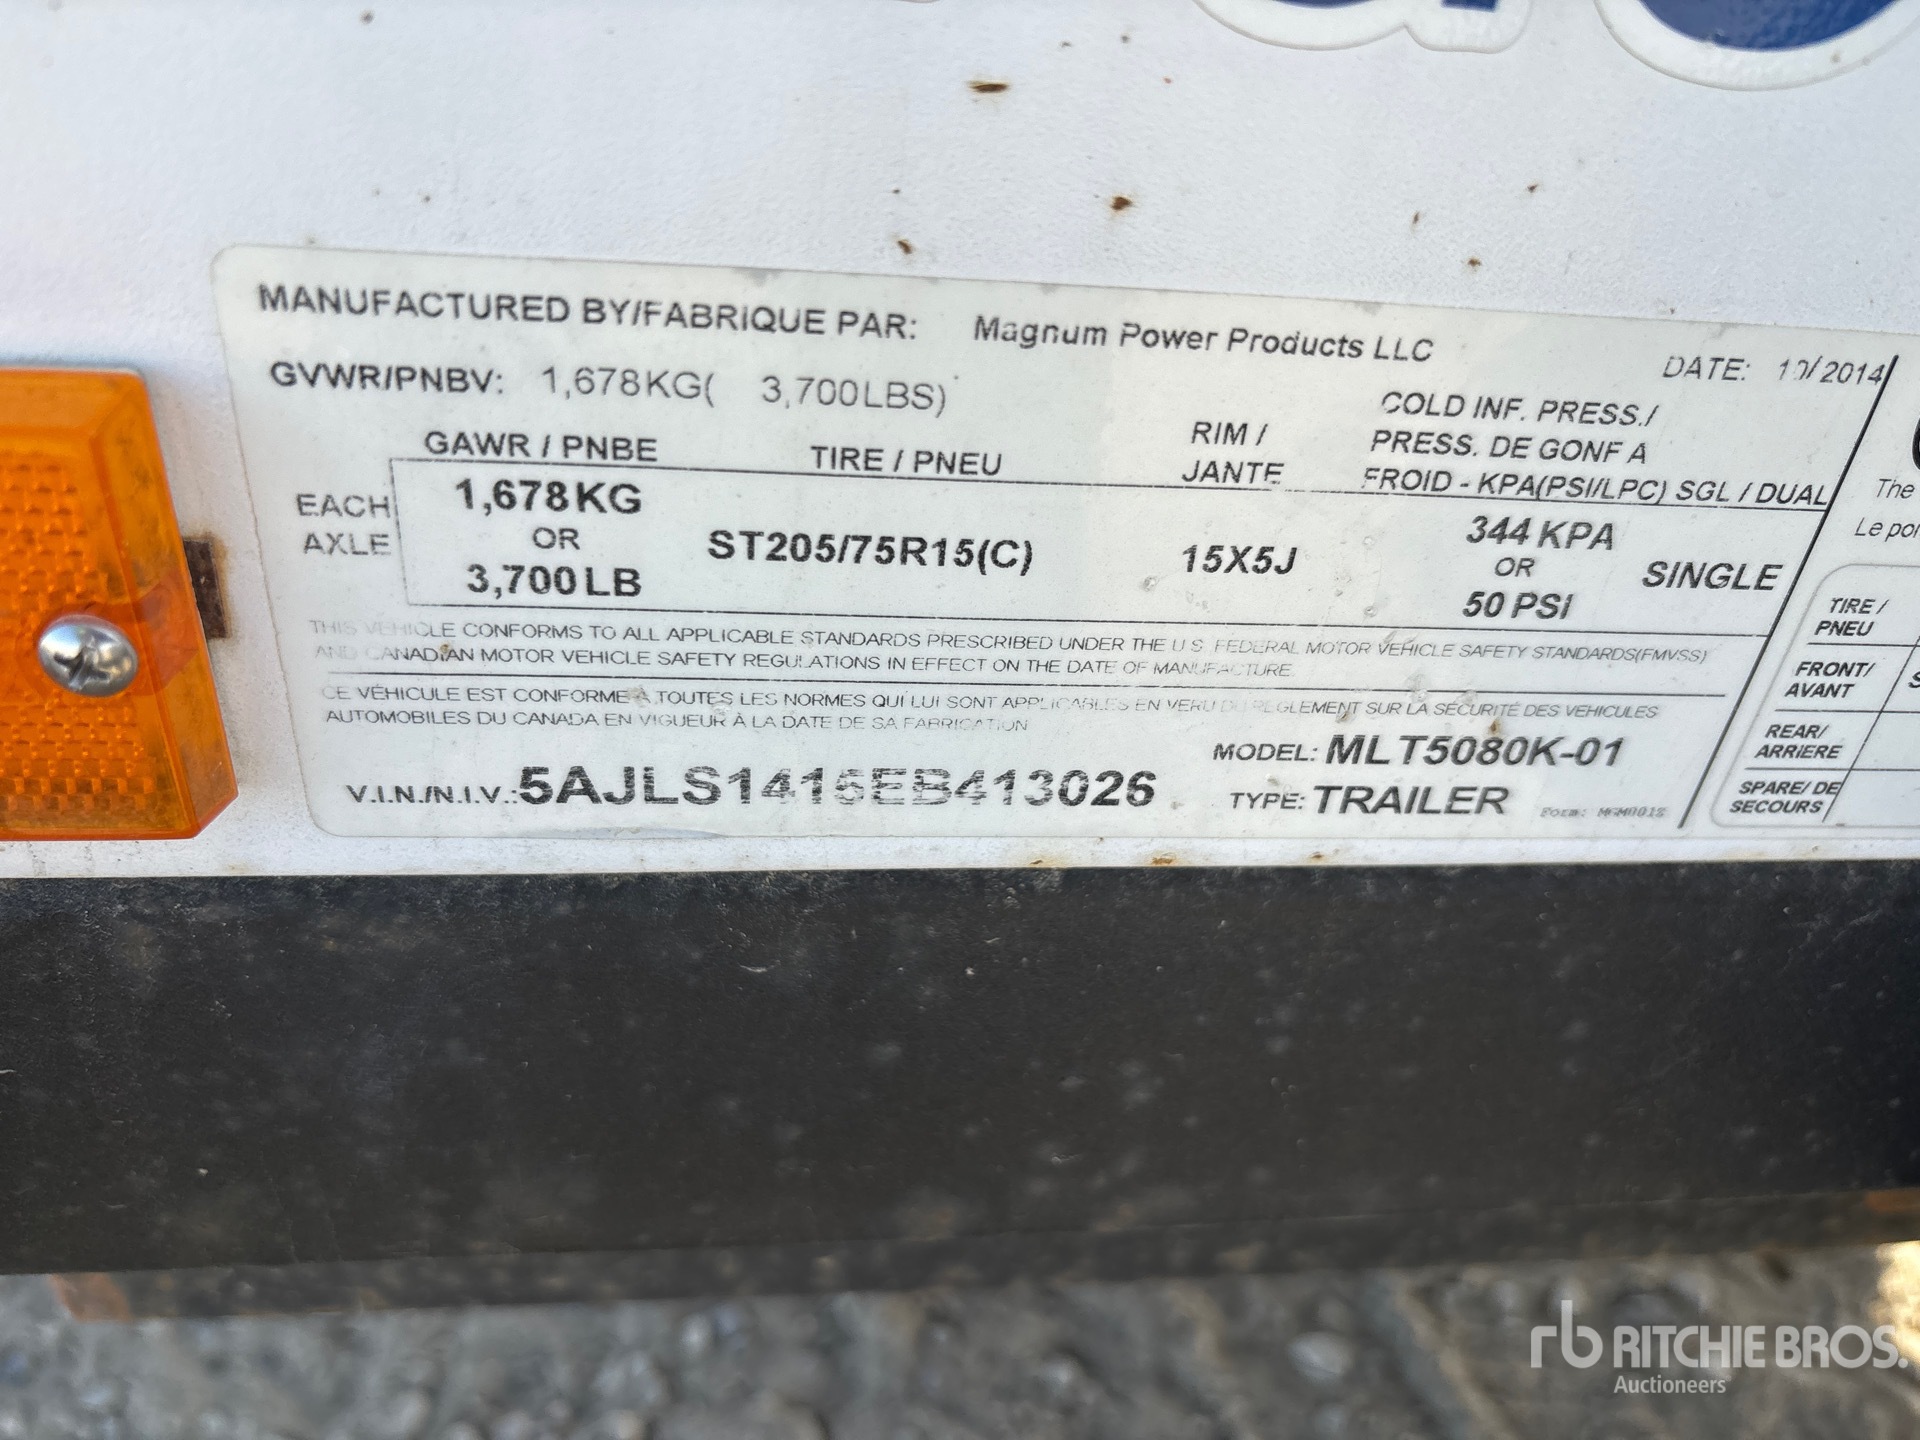 MANUFACTURED BY/FABRIQUE PAR: Magnum Power Products LLC
DATE: 10/2014
GVWR/PNBV: 1,678KG( 3,700LBS)
GAWR / PNBE TIRE / PNEU RIM / JANTE COLD INF. PRESS./
PRESS. DE GONF A
FROID - KPA(PSI/LPC) SGL / DUAL
EACH AXLE
1,678KG
OR
3,700LB
ST205/75R15(C)
15X5J
344 KPA
OR
50 PSI
SINGLE
THIS VEHICLE CONFORMS TO ALL APPLICABLE STANDARDS PRESCRIBED UNDER THE U.S. FEDERAL MOTOR VEHICLE SAFETY STANDARDS(FMVSS)
AND CANADIAN MOTOR VEHICLE SAFETY REGULATIONS IN EFFECT ON THE DATE OF MANUFACTURE.
CE VÉHICULE EST CONFORME À TOUTES LES NORMES QUI LUI SONT APPLICABLES EN VERU DU REGLEMENT SUR LA SÉCURITÉ DES VEHICULES
AUTOMOBILES DU CANADA EN VIGUEUR À LA DATE DE SA FABRICATION
MODEL: MLT5080K-01
V.I.N./N.I.V.: 5AJLS1416EB413026
TYPE: TRAILER
Form: MGM0018
The
Le
TIRE /
PNEU
FRONT/
AVANT
REAR/
ARRIERE
SPARE/ DE
SECOURS
rb RITCHIE BROS.
Auctioneers